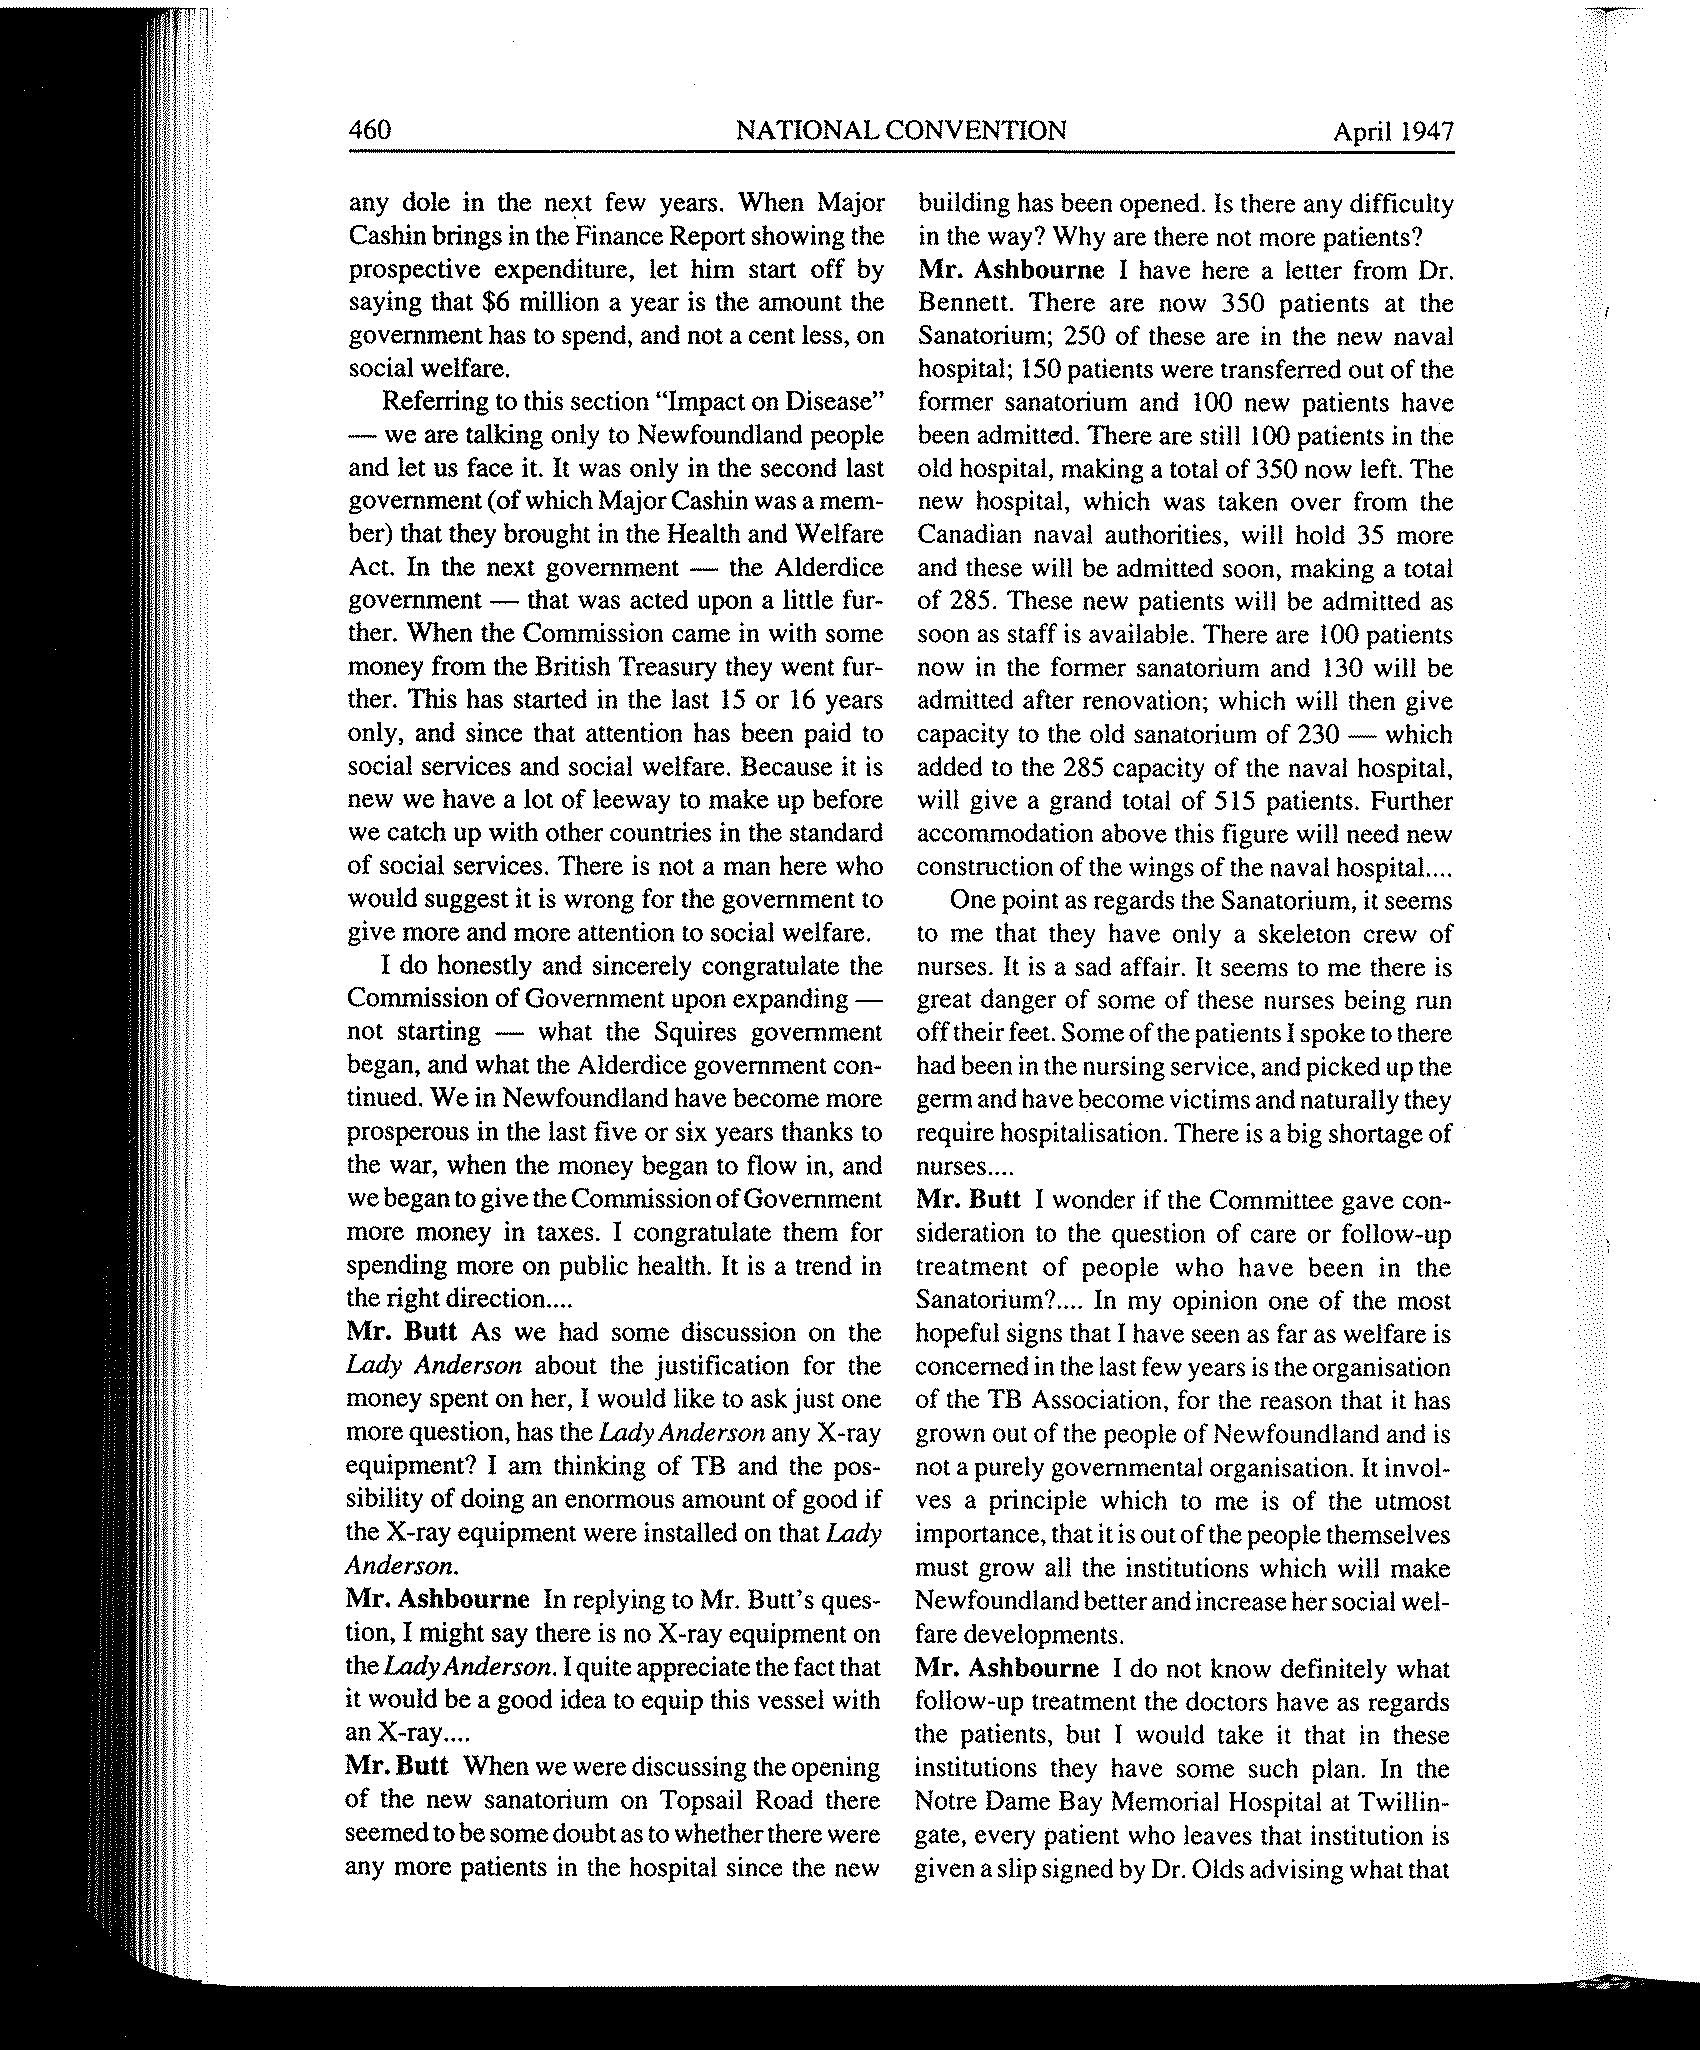 460 NATIONAL CONVENTION April 1947
any dole in the next few years. When Major
Cashin brings in the Finance Report showing the
prospective expenditure, let him start off by
saying that $6 million a year is the amount the
government has to spend, and not a cent less, on
social welfare.
Referring to this section “Impact on Disease”
— we are talking only to Newfoundland people
and let us face it. It was only in the second last
government (of which Major Cashin was a mem-
ber) that they brought in the Health and Welfare
Act. In the next government — the Alderdice
government — that was acted upon a little fur-
ther. When the Commission came in with some
money from the British Treasury they went fur-
ther. This has started in the last 15 or 16 years
only, and since that attention has been paid to
social services and social welfare. Because it is
new we have a lot of leeway to make up before
we catch up with other countries in the standard
of social services. There is not a man here who
would suggest it is wrong for the government to
give more and more attention to social welfare.
I do honestly and sincerely congratulate the
Commission of Government upon expanding —
not starting — what the Squires government
began, and what the Alderdice government con-
tinued. We in Newfoundland have become more
prosperous in the last five or six years thanks to
the war, when the money began to flow in, and
we began to give the Commission of Government
more money in taxes. I congratulate them for
spending more on public health. It is a trend in
the right direction....
Mr. Butt As we had some discussion on the
Lady Anderson about the justification for the
money spent on her, I would like to ask just one
more question, has the Lady Anderson any X-ray
equipment? I am thinking of TB and the pos-
sibility of doing an enormous amount of good if
the X-ray equipment were installed on that Lady
Anderson.
Mr. Ashbourne In replying to Mr. Butt's ques-
tion, I might say there is no X-ray equipment on
the Lady Anderson. I quite appreciate the fact that
it would be a good idea to equip this vessel with
an X-ray....
Mr. Butt When we were discussing the opening
of the new sanatorium on Topsail Road there
seemed to be some doubt as to whether there were
any more patients in the hospital since the new
building has been opened. Is there any difficulty
in the way? Why are there not more patients?
Mr. Ashbourne I have here a letter from Dr.
Bennett. There are now 350 patients at the
Sanatorium; 250 of these are in the new naval
hospital; 150 patients were transferred out of the
former sanatorium and 100 new patients have
been admitted. There are still 100 patients in the
old hospital, making a total of 350 now left. The
new hospital, which was taken over from the
Canadian naval authorities, will hold 35 more
and these will be admitted soon, making a total
of 285. These new patients will be admitted as
soon as staff is available. There are 100 patients
now in the former sanatorium and 130 will be
admitted after renovation; which will then give
capacity to the old sanatorium of 230 — which
added to the 285 capacity of the naval hospital,
will give a grand total of 515 patients. Further
accommodation above this figure will need new
construction of the wings of the naval hospital....
One point as regards the Sanatorium, it seems
to me that they have only a skeleton crew of
nurses. It is a sad affair. It seems to me there is
great danger of some of these nurses being run
off their feet. Some of the patients I spoke to there
had been in the nursing service, and picked up the
germ and have become victims and naturally they
require hospitalisation. There is a big shortage of
nurses....
Mr. Butt I wonder if the Committee gave con-
sideration to the question of care or follow-up
treatment of people who have been in the
Sanatorium?.... In my opinion one of the most
hopeful signs that I have seen as far as welfare is
concerned in the last few years is the organisation
of the TB Association, for the reason that it has
grown out of the people of Newfoundland and is
not a purely governmental organisation. It invol-
ves a principle which to me is of the utmost
importance, that it is out of the people themselves
must grow all the institutions which will make
Newfoundland better and increase her social wel-
fare developments.
Mr. Ashbourne I do not know definitely what
follow-up treatment the doctors have as regards
the patients, but I would take it that in these
institutions they have some such plan. In the
Notre Dame Bay Memorial Hospital at Twillin-
gate, every patient who leaves that institution is
given a slip signed by Dr. Olds advising what that